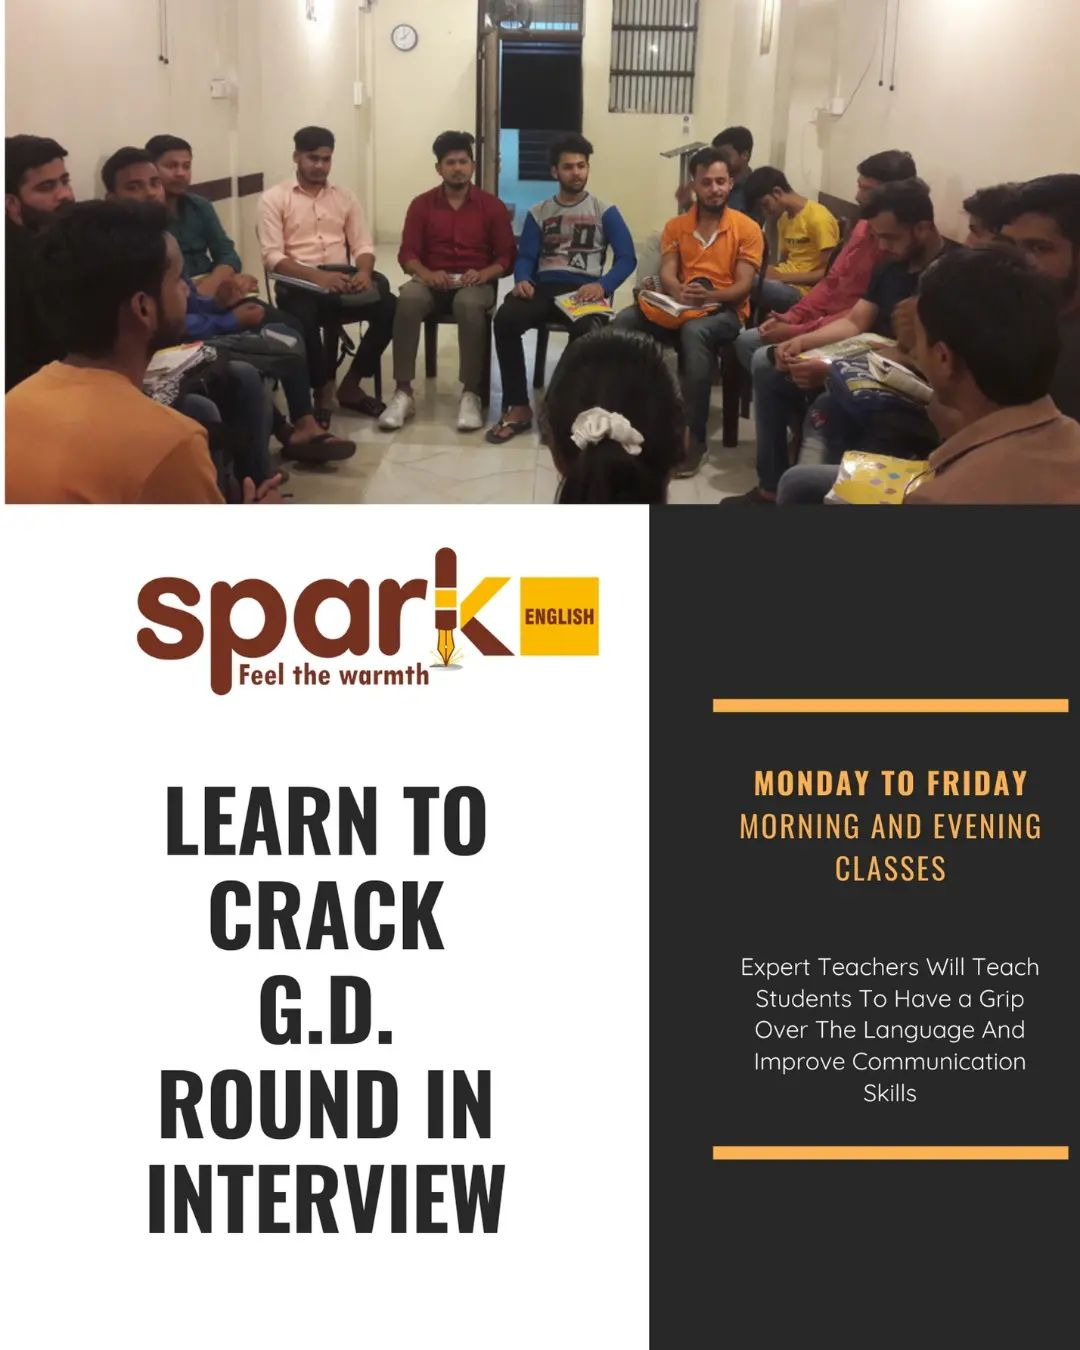 spark
ENGLISH
Feel the warmth
LEARN TO
CRACK
G.D.
ROUND IN
INTERVIEW
MONDAY TO FRIDAY
MORNING AND EVENING
CLASSES
Expert Teachers Will Teach
Students To Have a Grip
Over The Language And
Improve Communication
Skills